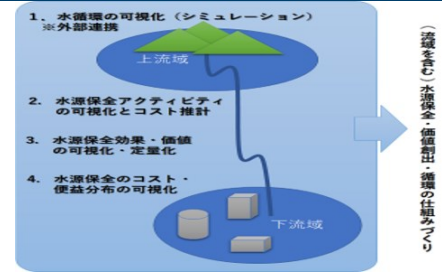 1. 水循環の可視化（シミュレーション）
※外部連携
上流域
2. 水源保全アクティビティ
の可視化とコスト推計
3. 水源保全効果・価値
の可視化・定量化
4. 水源保全のコスト・
便益分布の可視化
下流域
（流域を含む）水源保全・価値創出・循環の仕組みづくり